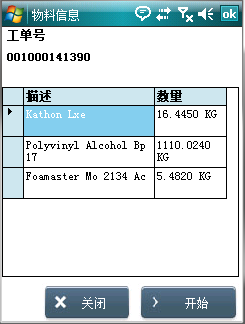 物料信息 ok
工单号
001000141390
描述 数量
Kathon Lxe 16.4450 KG
Polyvinyl Alcohol Bp 1110.0240
17 KG
Foamaster Mo 2134 Ac 5.4820 KG
关闭 开始